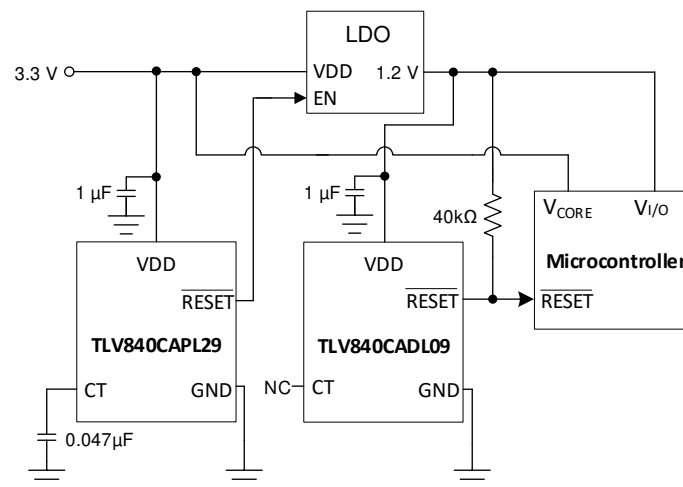 LDO
3.3 V
VDD
1.2 V
EN
1 µF
1 µF
40kΩ
VCORE
VI/O
Microcontroller
RESET
VDD
RESET
TLV840CAPL29
CT
GND
0.047µF
VDD
RESET
TLV840CADL09
NC
CT
GND